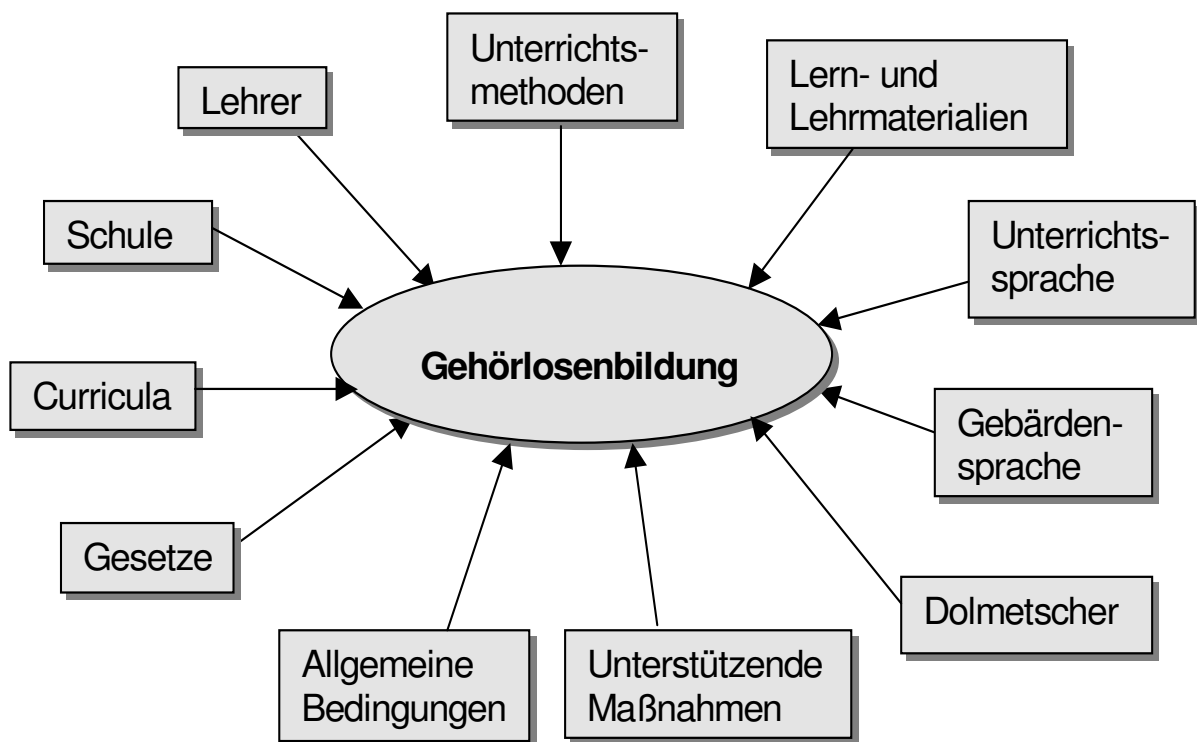 Unterrichts-
methoden
Lern- und
Lehrmaterialien
Lehrer
Schule
Unterrichts-
sprache
Gehörlosenbildung
Curricula
Gebärden-
sprache
Gesetze
Dolmetscher
Allgemeine
Bedingungen
Unterstützende
Maßnahmen